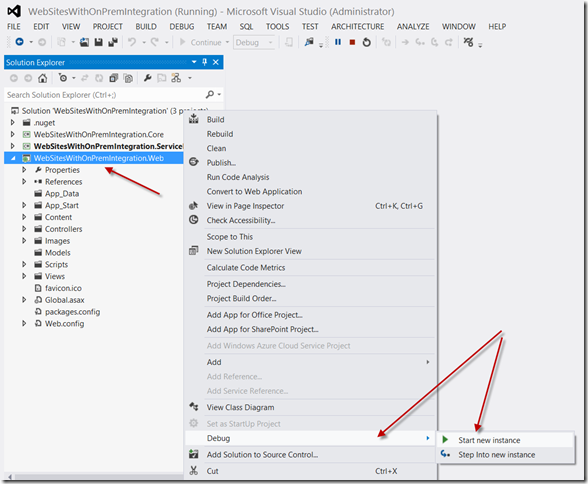 WebSitesWithOnPremIntegration (Running) - Microsoft Visual Studio (Administrator)
FILE EDIT VIEW PROJECT BUILD DEBUG TEAM SQL TOOLS TEST ARCHITECTURE ANALYZE WINDOW HELP
Continue Debug
Solution Explorer
Search Solution Explorer (Ctrl+;)
Solution 'WebSitesWithOnPremIntegration' (3 projects)
.nuget
WebSitesWithOnPremIntegration.Core
WebSitesWithOnPremIntegration.Service
WebSitesWithOnPremIntegration.Web
Properties
References
App_Data
App_Start
Content
Controllers
Images
Models
Scripts
Views
favicon.ico
Global.asax
packages.config
Web.config
Build
Rebuild
Clean
Publish...
Run Code Analysis
Convert to Web Application
View in Page Inspector Ctrl+K, Ctrl+G
Check Accessibility...
Scope to This
New Solution Explorer View
Calculate Code Metrics
Project Dependencies...
Project Build Order...
Add App for Office Project...
Add App for SharePoint Project...
Add Windows Azure Cloud Service Project
Add
Add Reference...
Add Service Reference...
View Class Diagram
Set as StartUp Project
Debug
Add Solution to Source Control...
Cut Ctrl+X
Start new instance
Step Into new instance